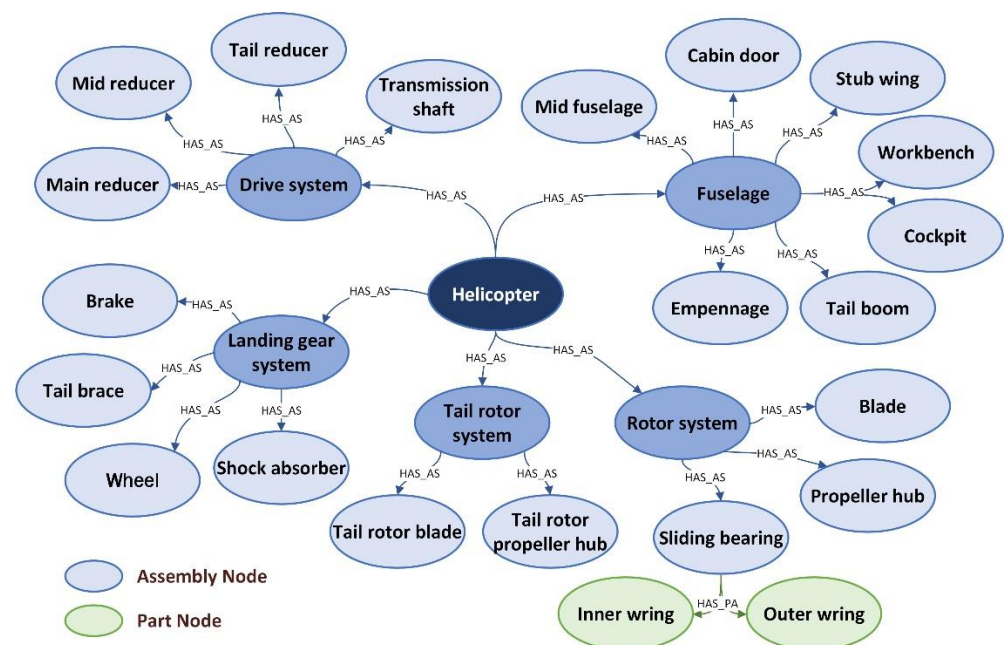 Tail reducer
Cabin door
Mid reducer
Stub wing
Transmission
shaft
Mid fuselage
HAS_AS
HAS_AS
HAS_AS
HAS_AS
HAS_AS
HAS_AS
Workbench
Main reducer
HAS_AS
Drive system
HAS_AS
HAS_AS
Fuselage
HAS_AS
Cockpit
HAS_AS
HAS_AS
Helicopter
Empennage
Tail boom
Brake
HAS_AS
HAS_AS
Landing gear
system
Tail brace
HAS_AS
HAS_AS
HAS_AS
HAS_AS
HAS_AS
Tail rotor
system
Rotor system
HAS_AS
Blade
Wheel
Shock absorber
HAS_AS
HAS_AS
HAS_AS
HAS_AS
Propeller hub
Tail rotor blade
Tail rotor
propeller hub
Sliding bearing
Assembly Node
HAS_PA
Part Node
Inner wring
Outer wring